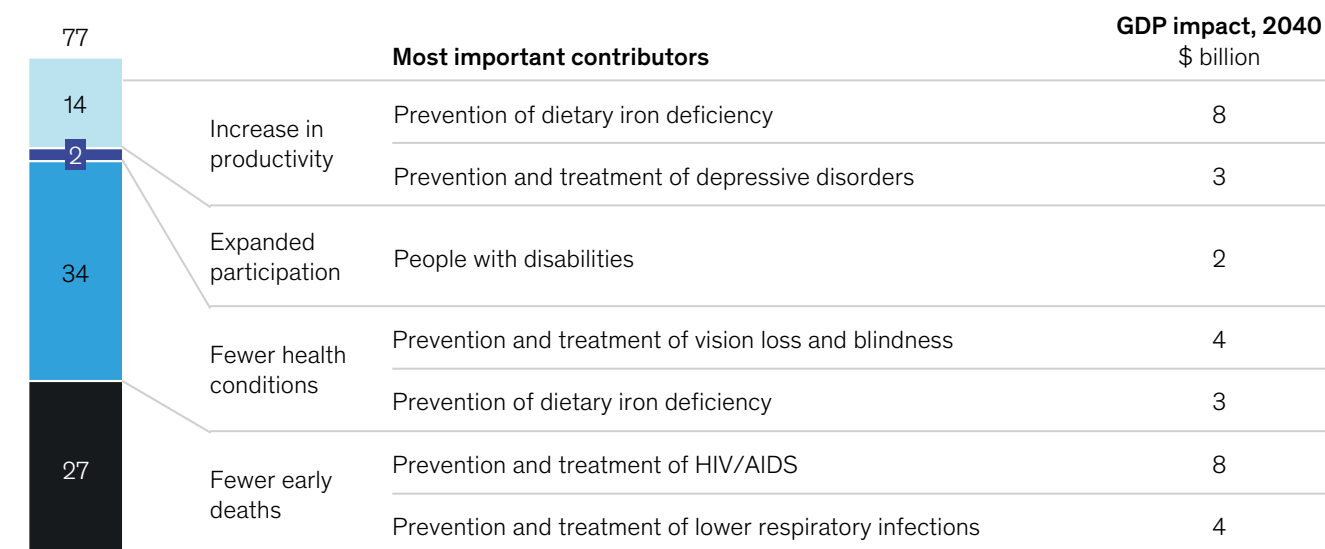 77
Most important contributors
GDP impact, 2040
$ billion
14
Increase in
productivity
Prevention of dietary iron deficiency
8
Prevention and treatment of depressive disorders
3
2
Expanded
participation
People with disabilities
2
34
Fewer health
conditions
Prevention and treatment of vision loss and blindness
4
Prevention of dietary iron deficiency
3
27
Fewer early
deaths
Prevention and treatment of HIV/AIDS
8
Prevention and treatment of lower respiratory infections
4